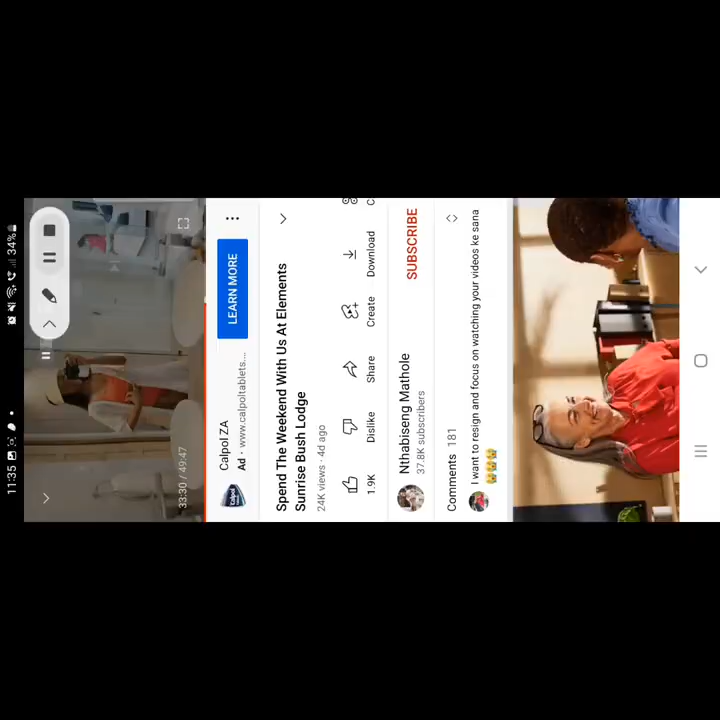 11:35
34%
33:30 / 49:47
Calpol ZA
Ad · www.calpoltablets....
LEARN MORE
Spend The Weekend With Us At Elements
Sunrise Bush Lodge
24K views · 4d ago
1.9K
Dislike
Share
Create
Download
C
Nthabiseng Mathole
37.8K subscribers
SUBSCRIBE
Comments 181
I want to resign and focus on watching your videos ke sana
😭😭😭